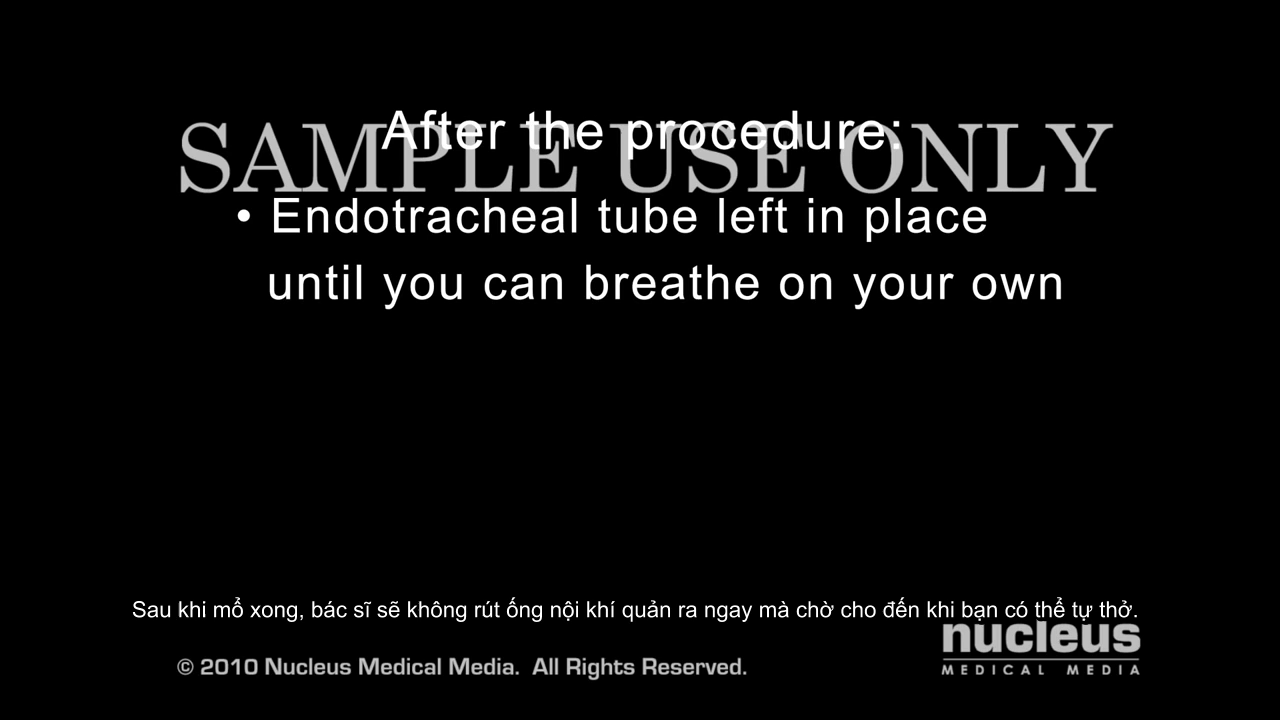 After the procedure:
SAMPLE USE ONLY
• Endotracheal tube left in place
until you can breathe on your own
Sau khi mổ xong, bác sĩ sẽ không rút ống nội khí quản ra ngay mà chờ cho đến khi bạn có thể tự thở.
nucleus
MEDICAL MEDIA
© 2010 Nucleus Medical Media. All Rights Reserved.